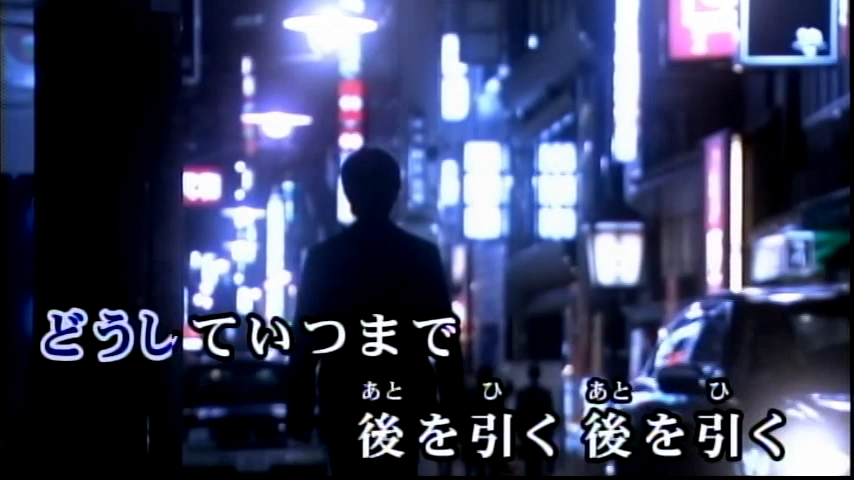 どうしていつまで
あと ひ あと ひ
後を引く 後を引く